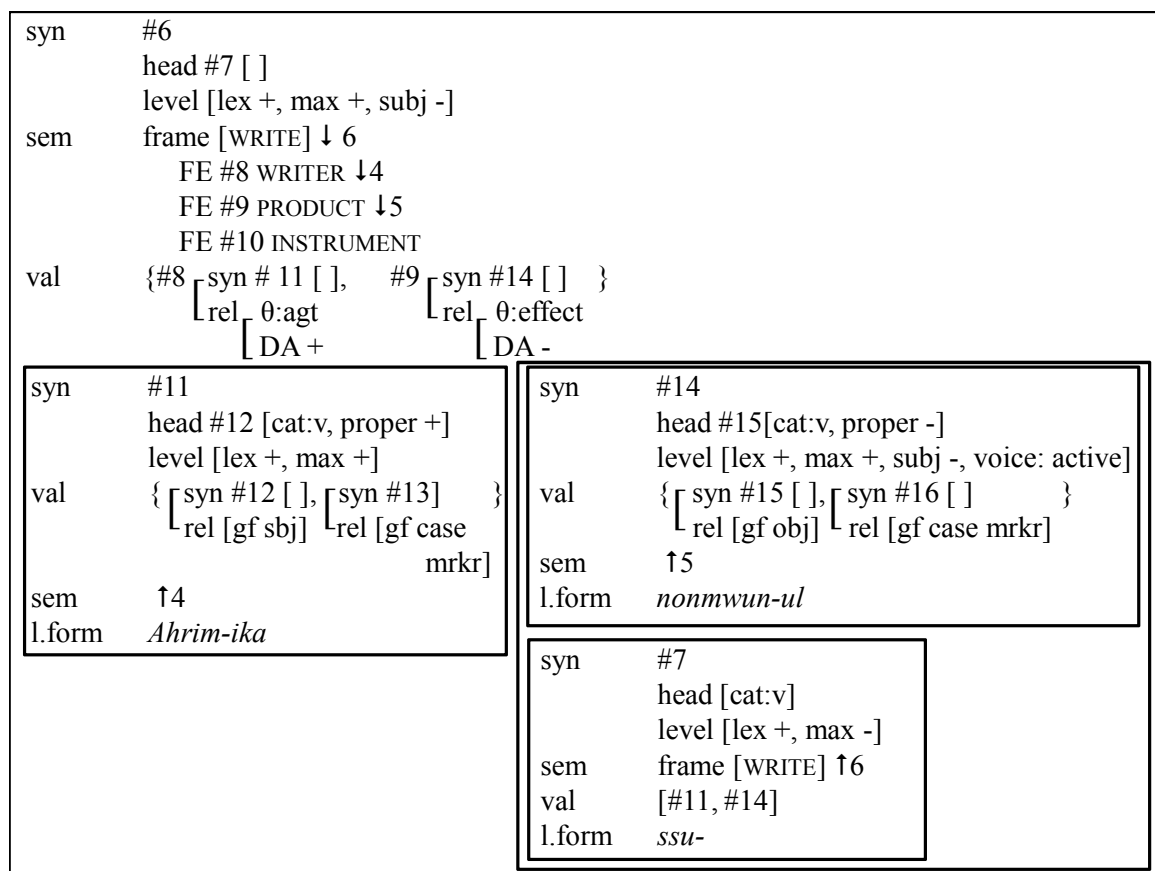 syn #6
head #7 [ ]
level [lex +, max +, subj -]
sem frame [WRITE] ↓ 6
FE #8 WRITER ↓4
FE #9 PRODUCT ↓5
FE #10 INSTRUMENT
val {#8 [syn # 11 [ ], #9 [syn #14 [ ] }
[rel [θ:agt [rel [θ:effect
[DA + [DA -
syn #11
head #12 [cat:v, proper +]
level [lex +, max +]
val { [syn #12 [ ], [syn #13] }
[rel [gf sbj] [rel [gf case
mrkr]
sem ↑4
l.form Ahrim-ika
syn #14
head #15[cat:v, proper -]
level [lex +, max +, subj -, voice: active]
val { [syn #15 [ ], [syn #16 [ ] }
[rel [gf obj] [rel [gf case mrkr]
sem ↑5
l.form nonmwun-ul
syn #7
head [cat:v]
level [lex +, max -]
sem frame [WRITE] ↑6
val [#11, #14]
l.form ssu-